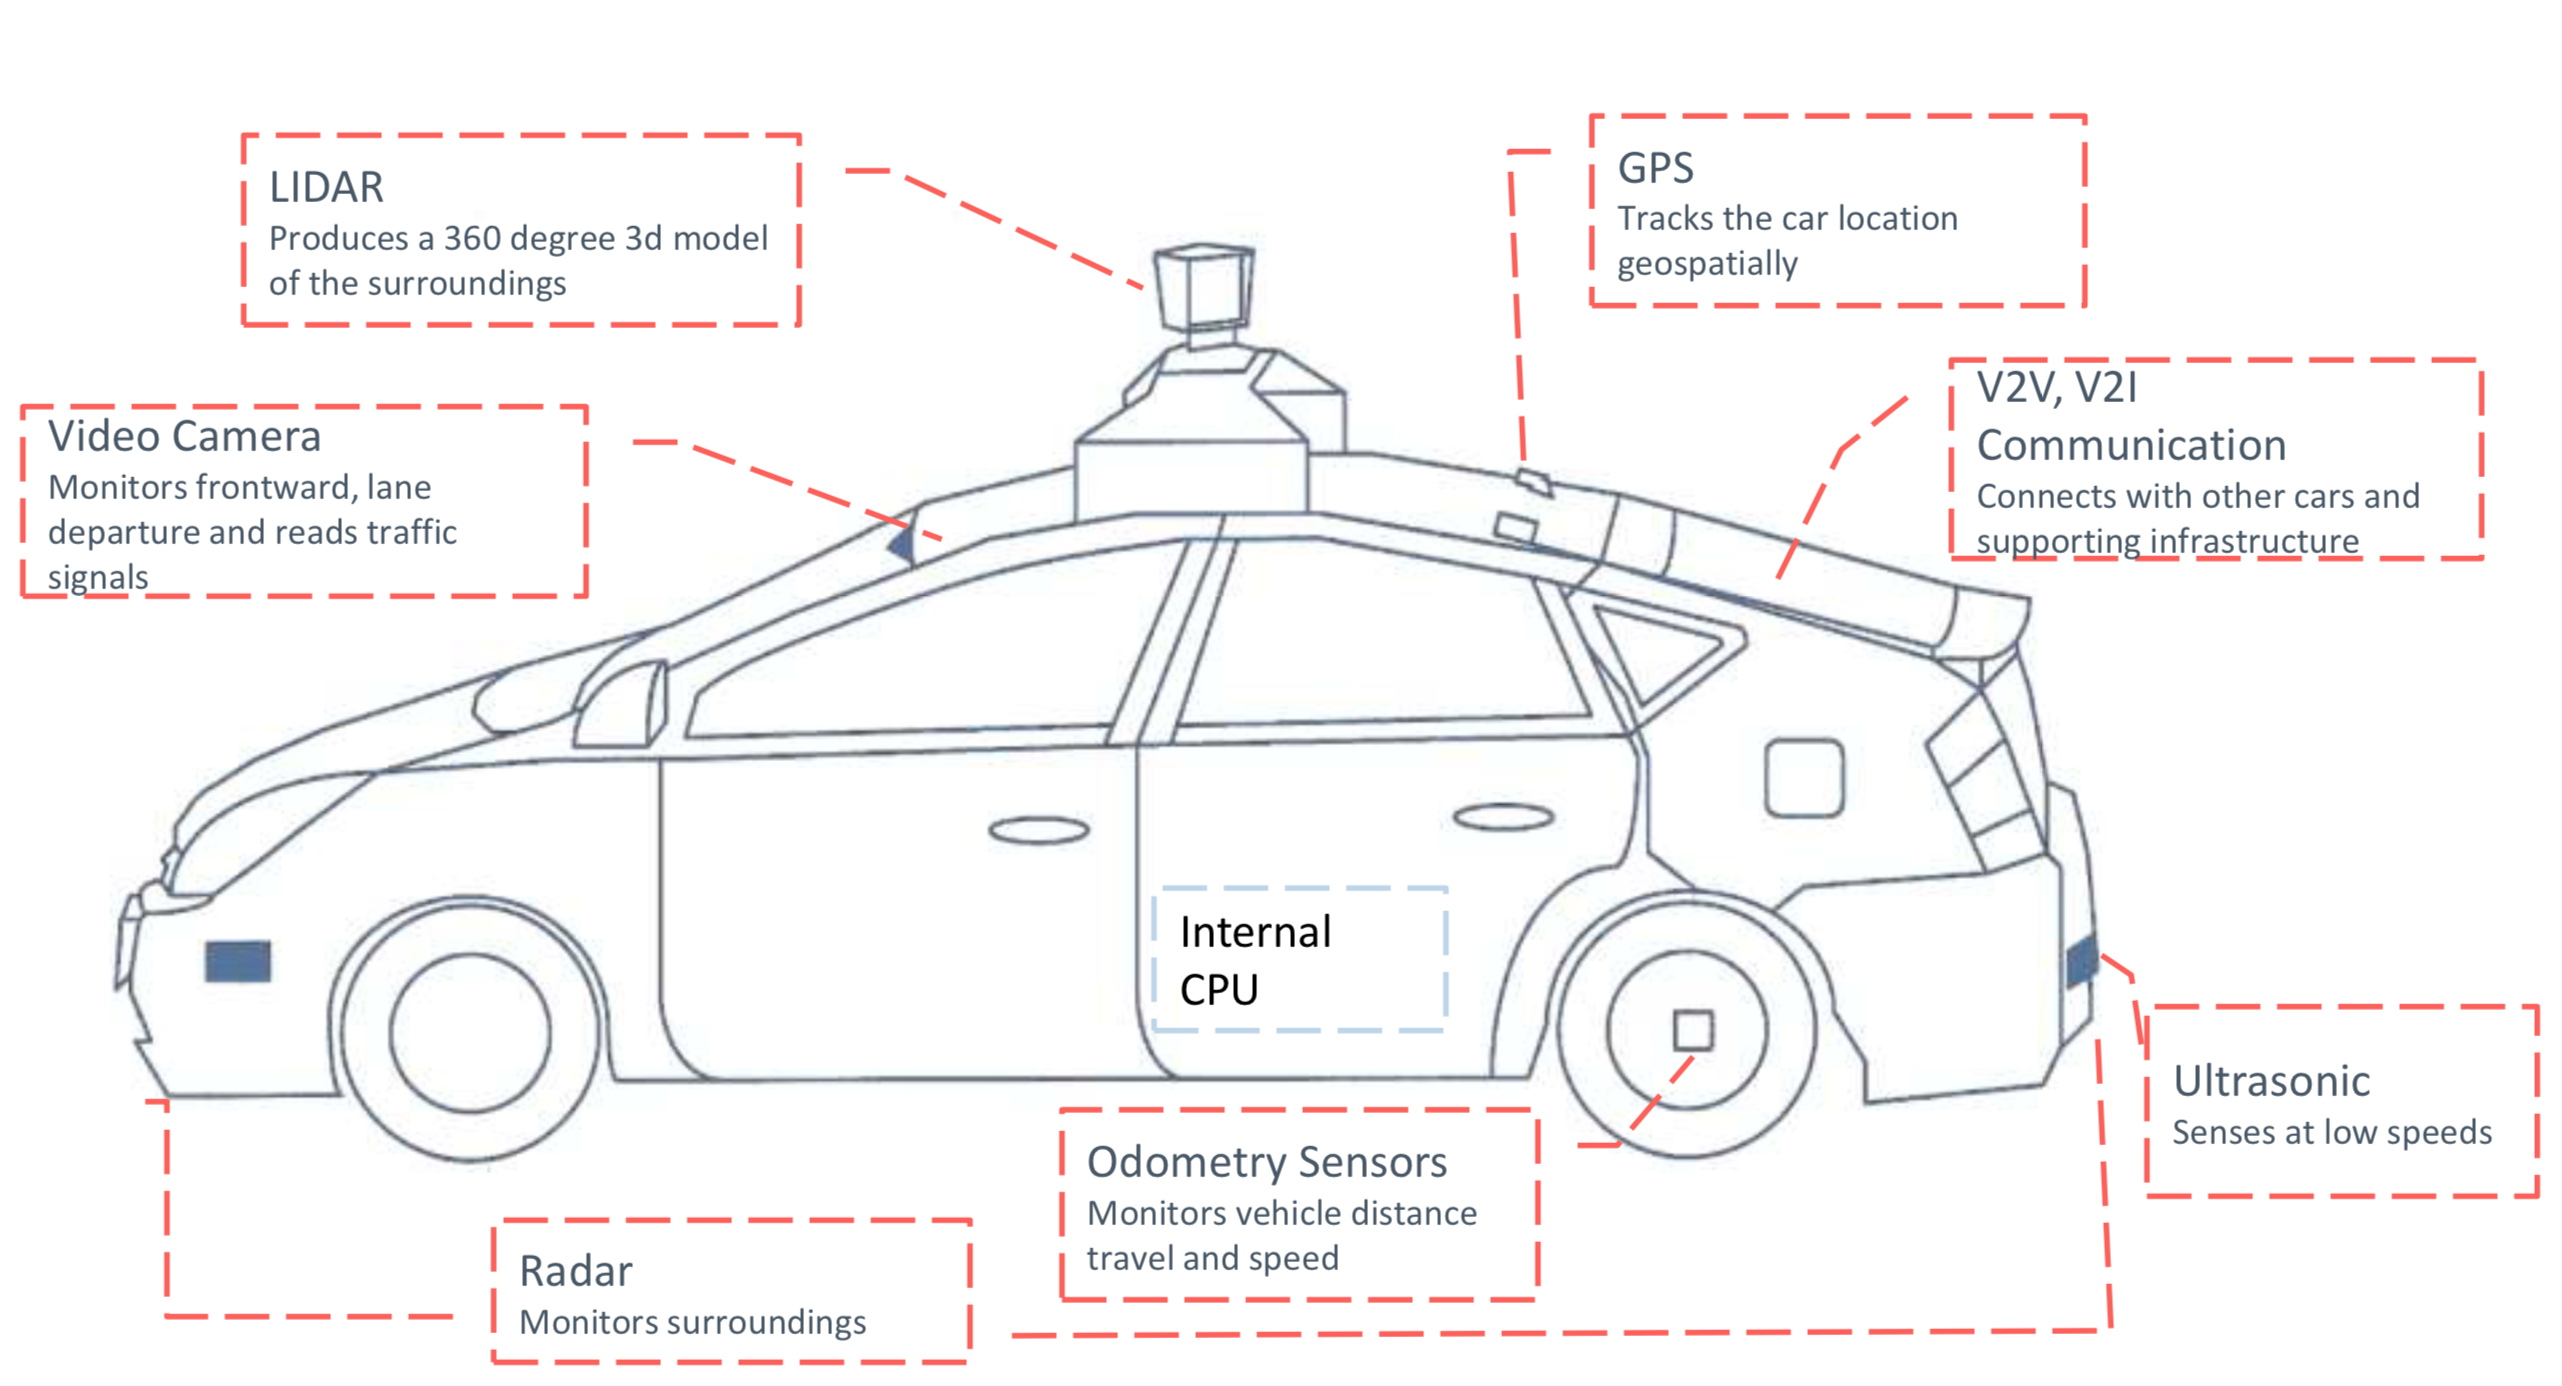 LIDAR
Produces a 360 degree 3d model
of the surroundings
GPS
Tracks the car location
geospatially
Video Camera
Monitors frontward, lane
departure and reads traffic
signals
V2V, V2I
Communication
Connects with other cars and
supporting infrastructure
Internal
CPU
Ultrasonic
Senses at low speeds
Odometry Sensors
Monitors vehicle distance
travel and speed
Radar
Monitors surroundings